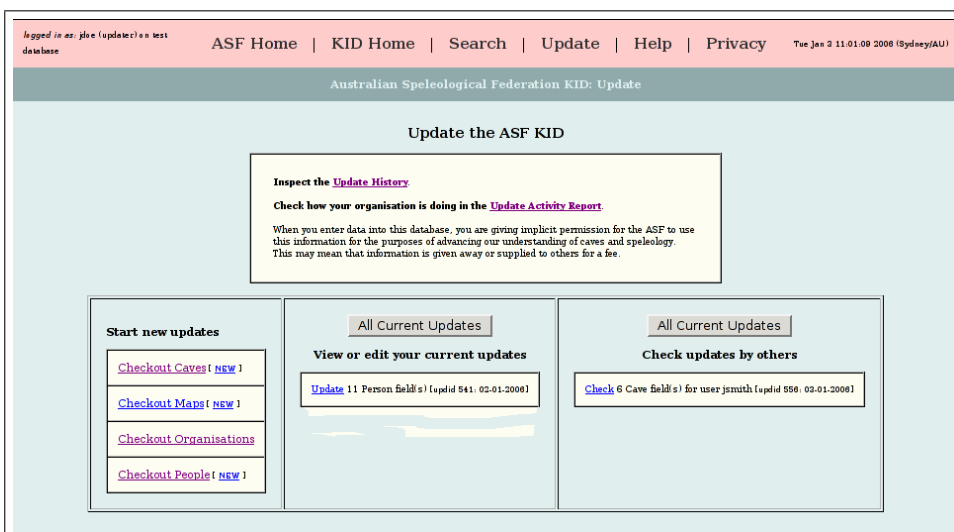 logged in as: jdoe (updater) on test
database
ASF Home | KID Home | Search | Update | Help | Privacy
Tue Jan 3 11:01:09 2006 (Sydney/AU)
Australian Speleological Federation KID: Update
Update the ASF KID
Inspect the Update History.
Check how your organisation is doing in the Update Activity Report.
When you enter data into this database, you are giving implicit permission for the ASF to use
this information for the purposes of advancing our understanding of caves and speleology.
This may mean that information is given away or supplied to others for a fee.
Start new updates
Checkout Caves [ NEW ]
Checkout Maps [ NEW ]
Checkout Organisations
Checkout People [ NEW ]
All Current Updates
View or edit your current updates
Update 11 Person field(s) [updid 541: 02-01-2006]
All Current Updates
Check updates by others
Check 6 Cave field(s) for user jsmith [updid 556: 03-01-2006]